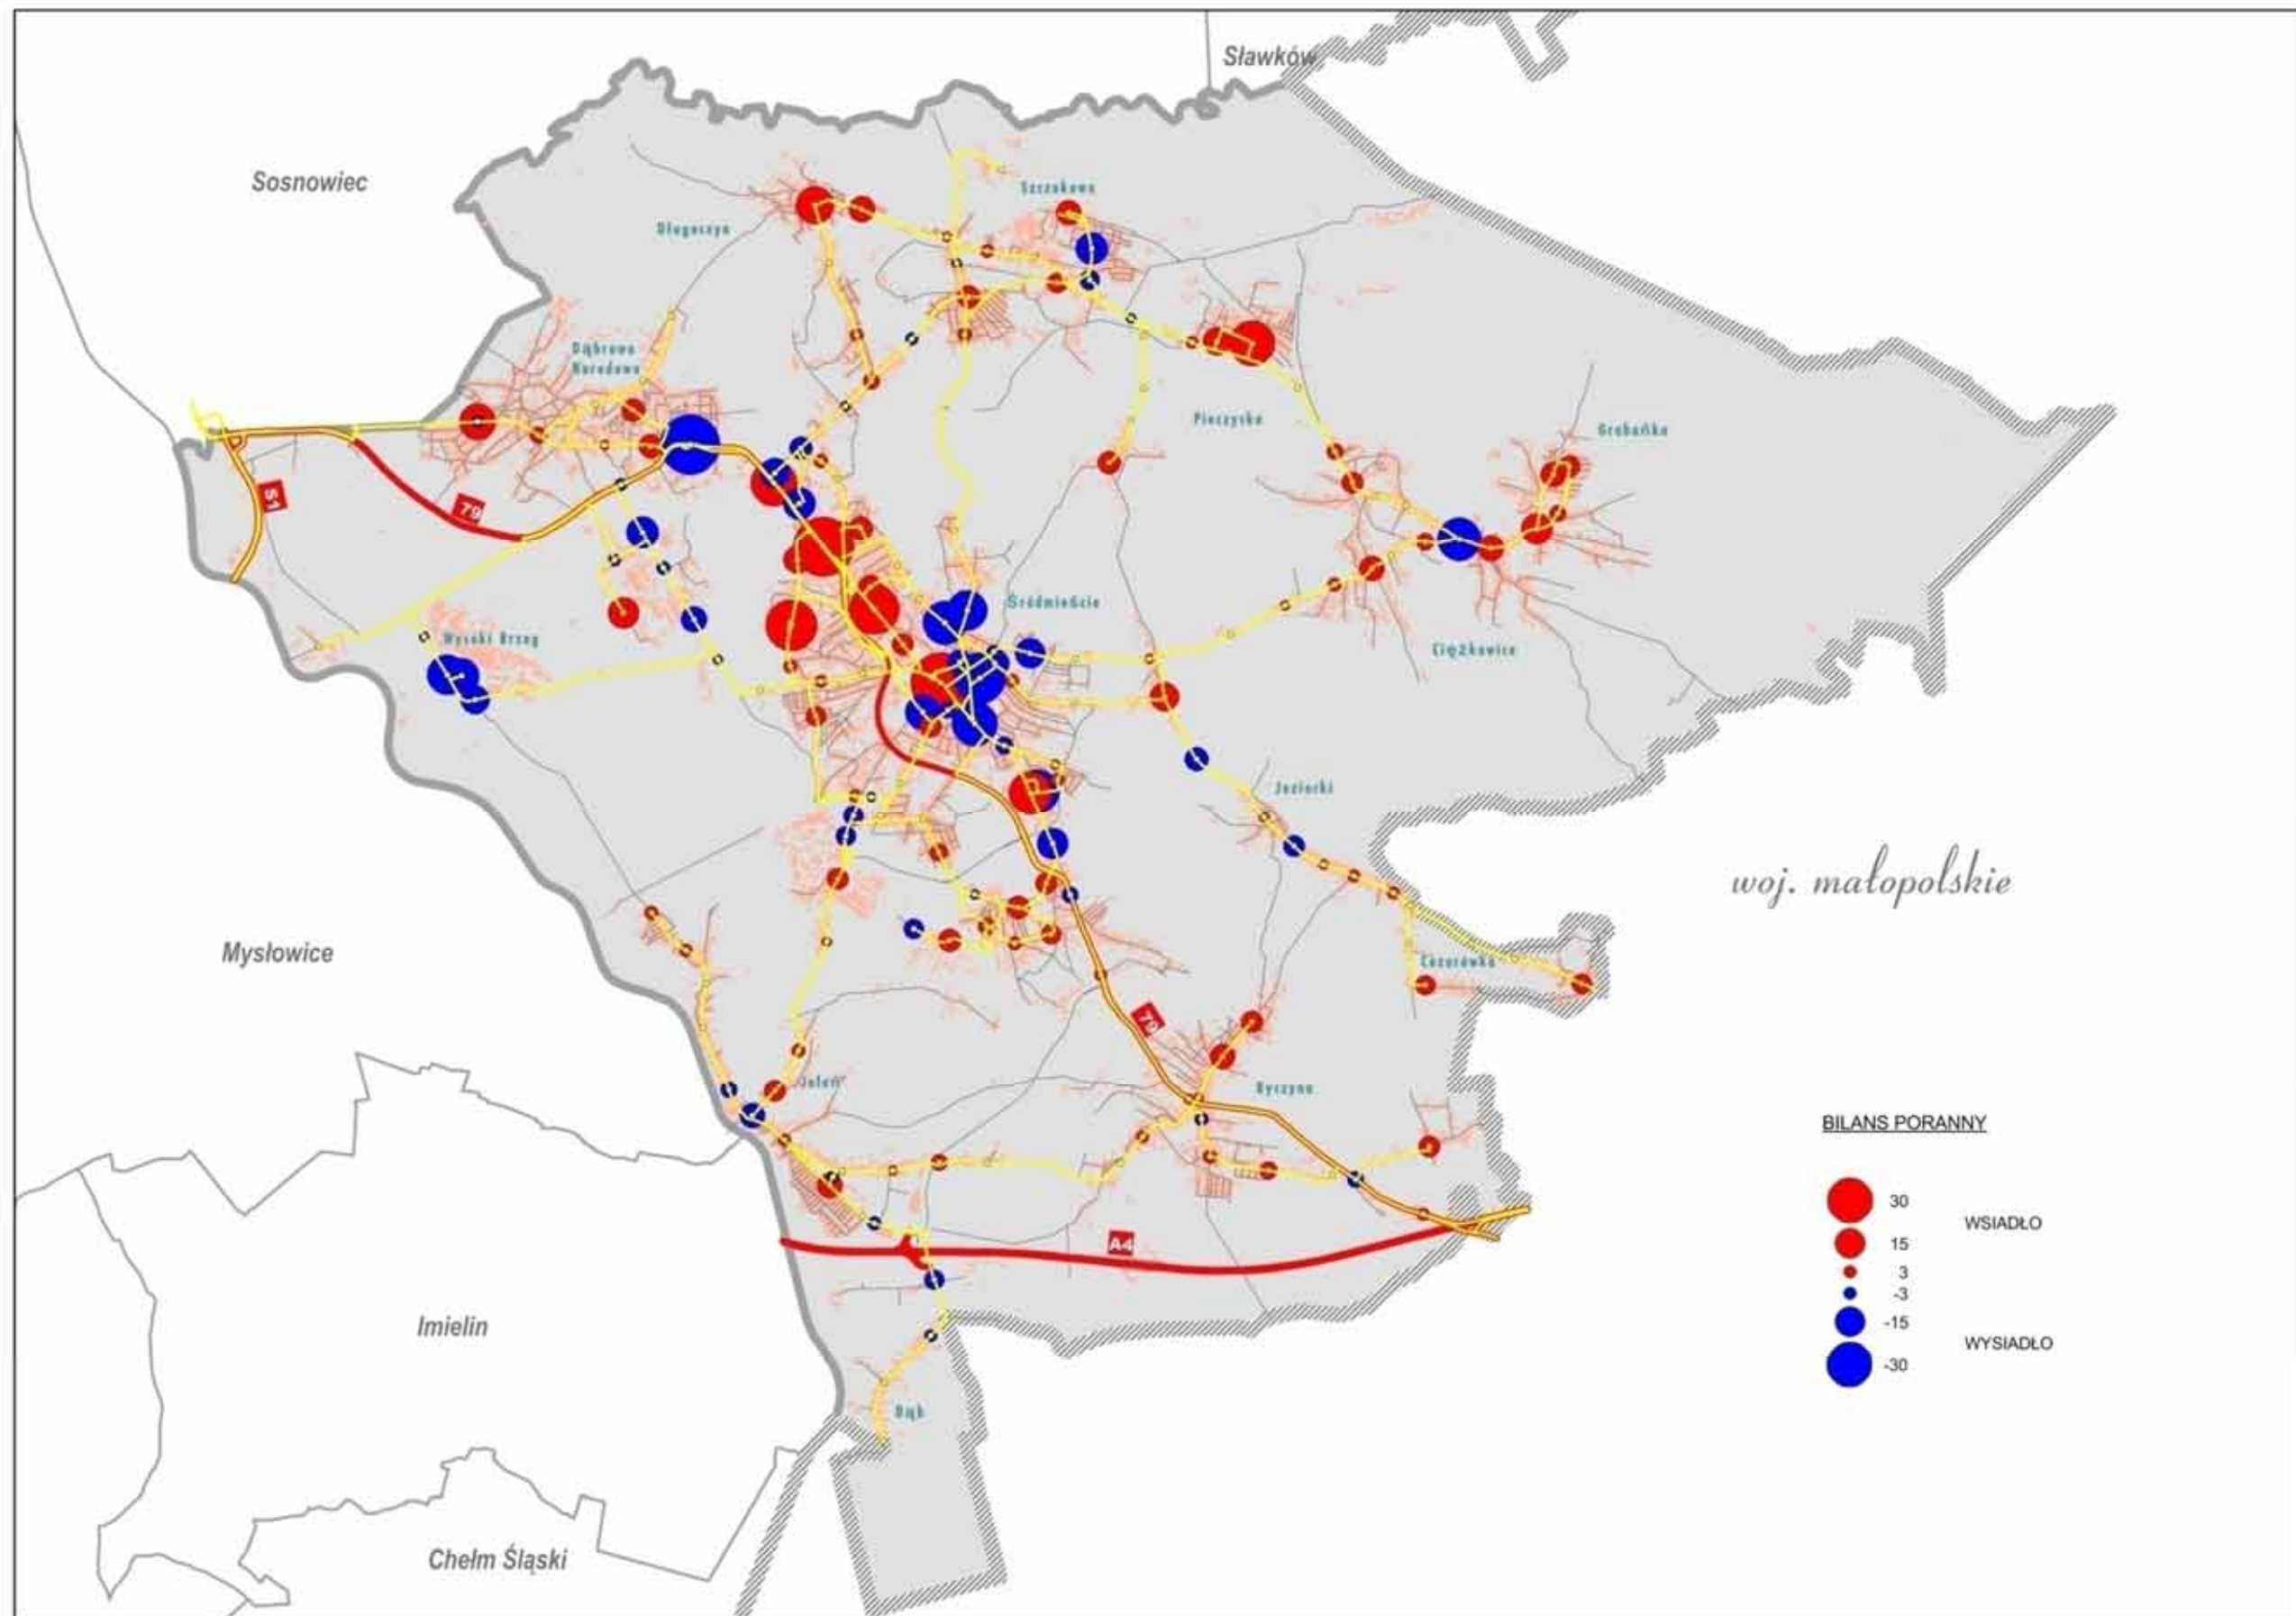 Sławków
Sosnowiec
Szczakowa
Długoszyn
Dąbrowa
Narodowa
Pieczyska
Grabańka
S1
79
Śródmieście
Wysoki Brzeg
Ciężkowice
Jeziorki
woj. małopolskie
Mysłowice
Cezarówka
79
Jeleń
Byczyna
BILANS PORANNY
30
WSIADŁO
15
A4
3
-3
Imielin
-15
WYSIADŁO
-30
Dąb
Chełm Śląski